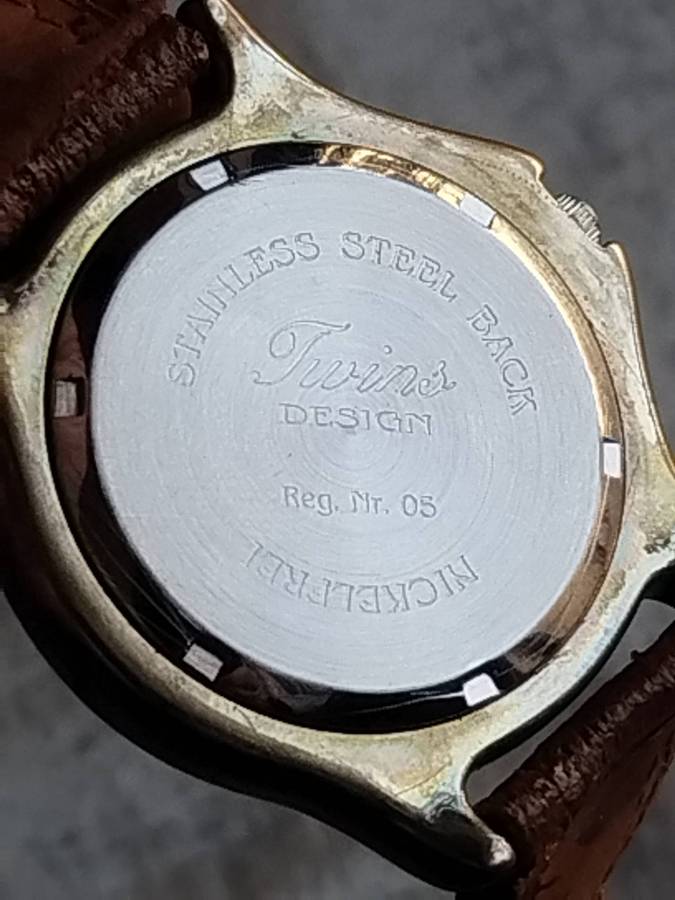 STAINLESS STEEL BACK
Twins
DESIGN
Reg. Nr. 05
NICKELFREI